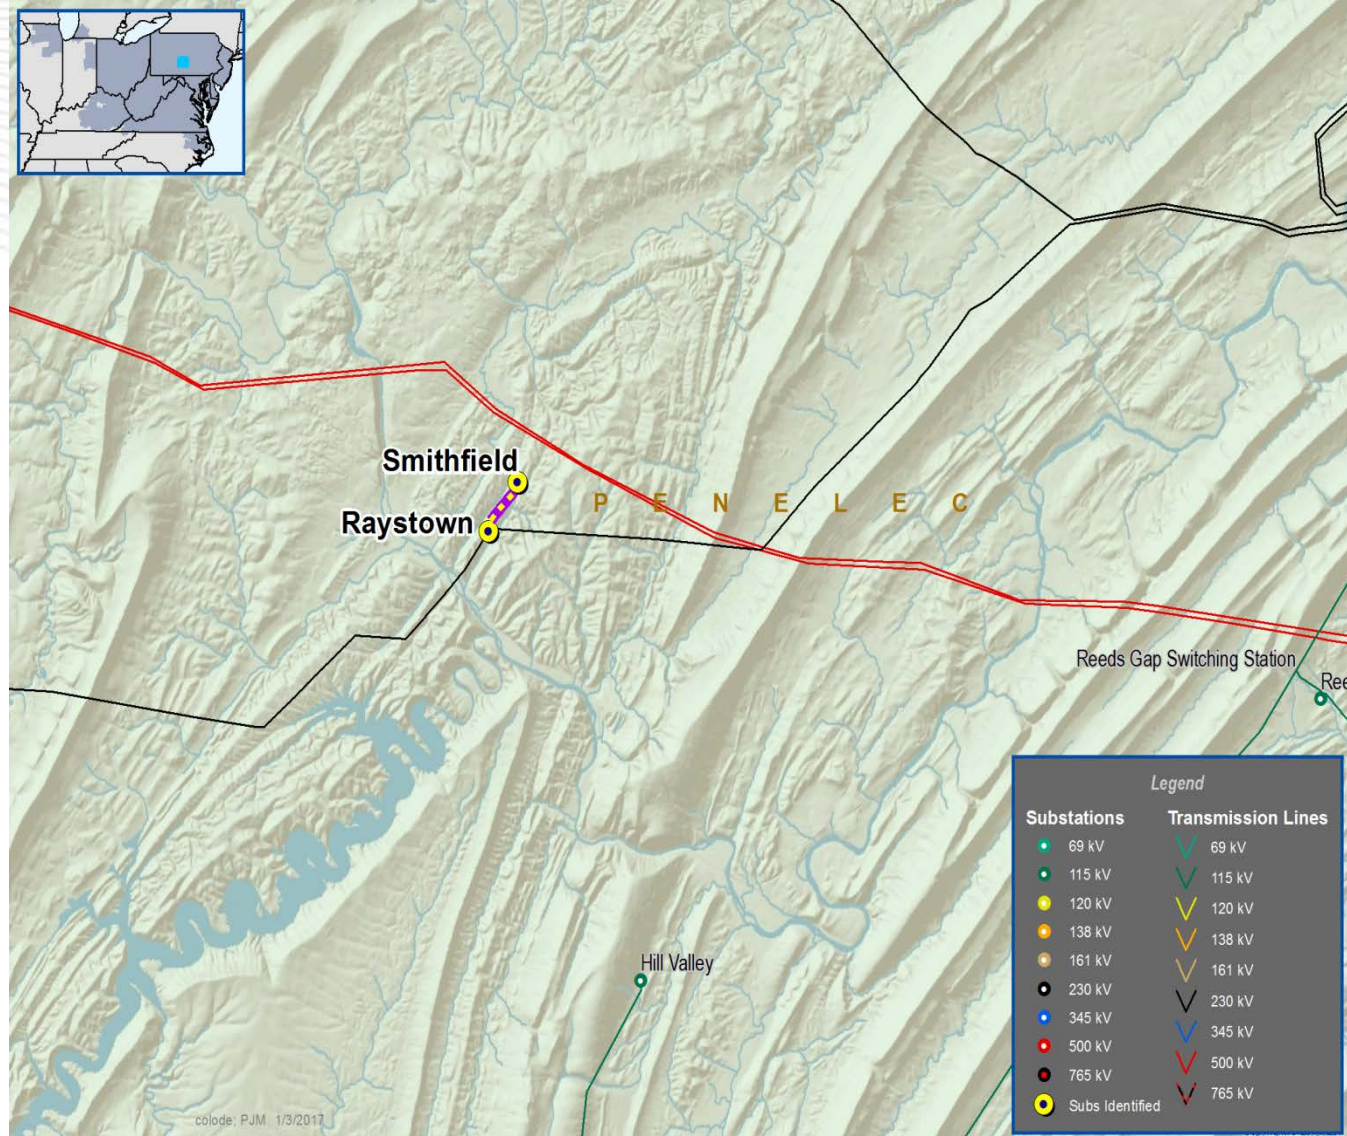 Smithfield
Raystown
P E N E L E C
Reeds Gap Switching Station
Ree
Hill Valley
Legend
Substations Transmission Lines
69 kV 69 kV
115 kV 115 kV
120 kV 120 kV
138 kV 138 kV
161 kV 161 kV
230 kV 230 kV
345 kV 345 kV
500 kV 500 kV
765 kV 765 kV
Subs Identified
colode; PJM 1/3/2017